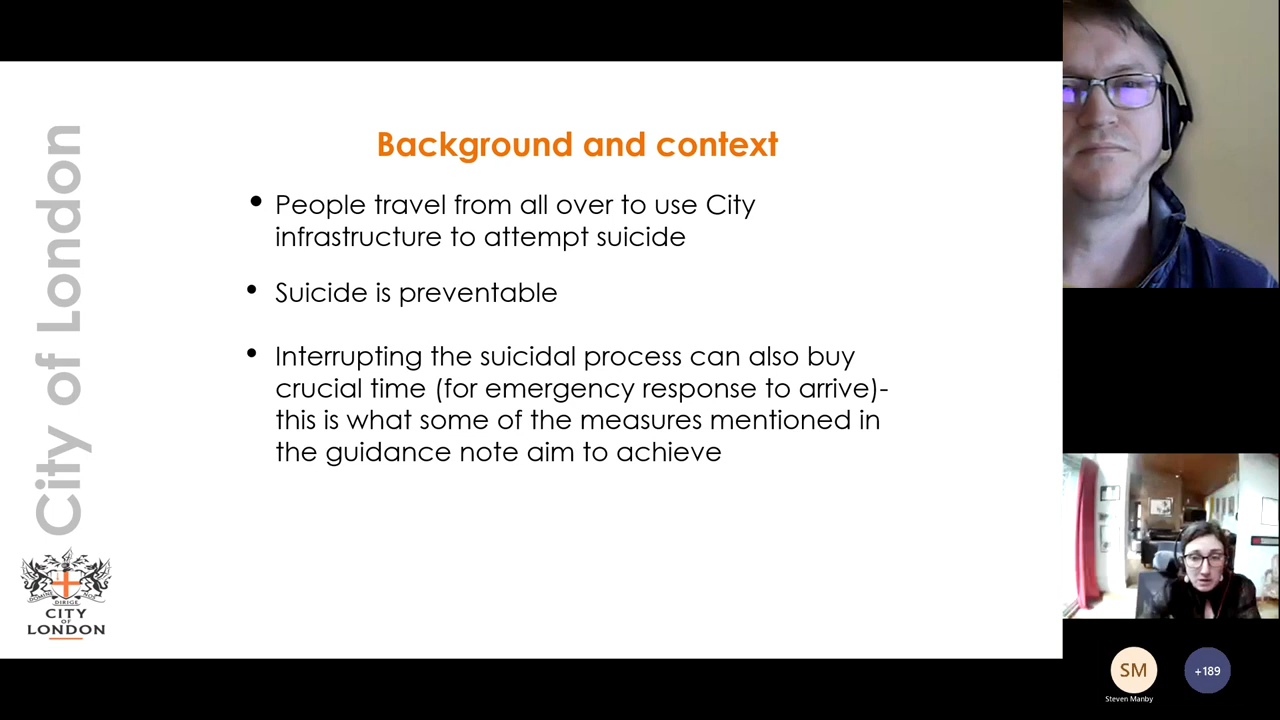 City of London
Background and context
• People travel from all over to use City
infrastructure to attempt suicide
• Suicide is preventable
• Interrupting the suicidal process can also buy
crucial time (for emergency response to arrive)-
this is what some of the measures mentioned in
the guidance note aim to achieve
DOMINE DIRIGE NOS
CITY
OF
LONDON
SM
+189
Steven Manby